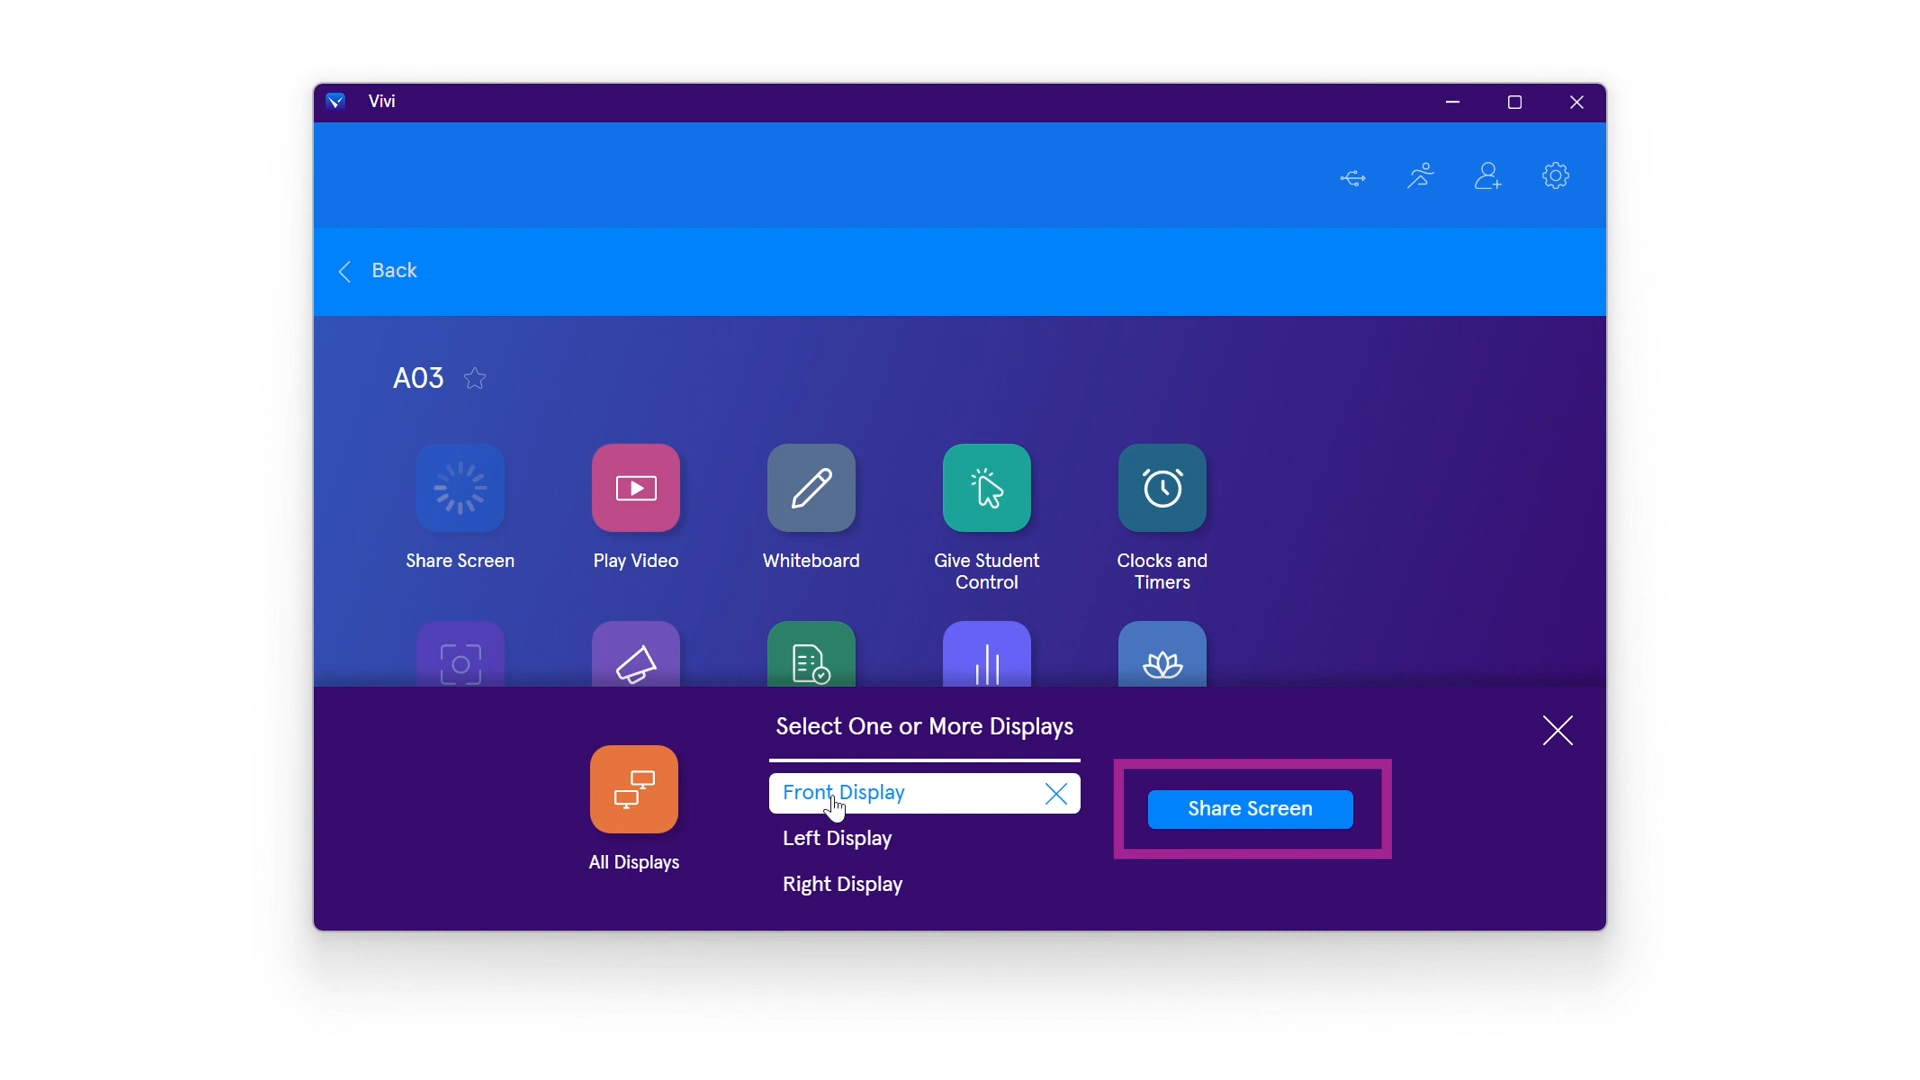 Vivi
Back
A03
Share Screen
Play Video
Whiteboard
Give Student
Control
Clocks and
Timers
Select One or More Displays
Front Display
Share Screen
Left Display
All Displays
Right Display